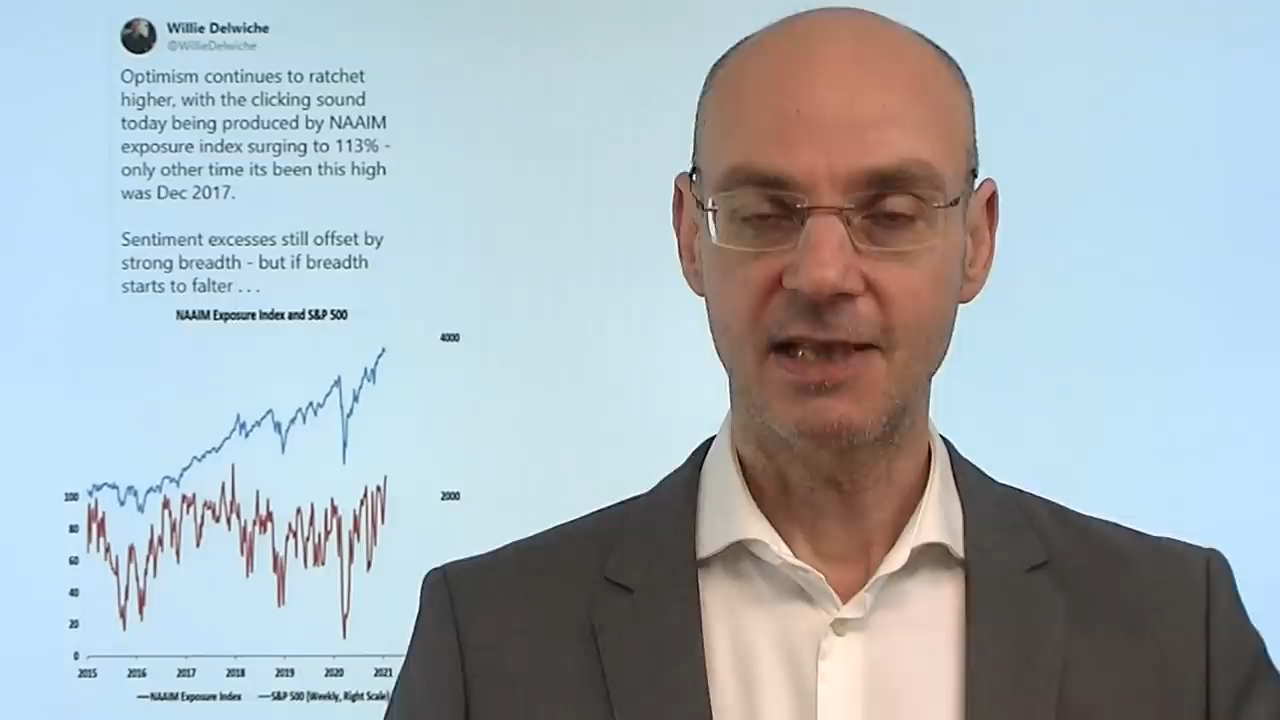 Willie Delwiche
@WillieDelwiche
Optimism continues to ratchet
higher, with the clicking sound
today being produced by NAAIM
exposure index surging to 113% -
only other time its been this high
was Dec 2017.
Sentiment excesses still offset by
strong breadth - but if breadth
starts to falter . . .
NAAIM Exposure Index and S&P 500
4000
100
2000
80
60
40
20
0
2015 2016 2017 2018 2019 2020 2021
NAAIM Exposure Index S&P 500 (Weekly, Right Scale)